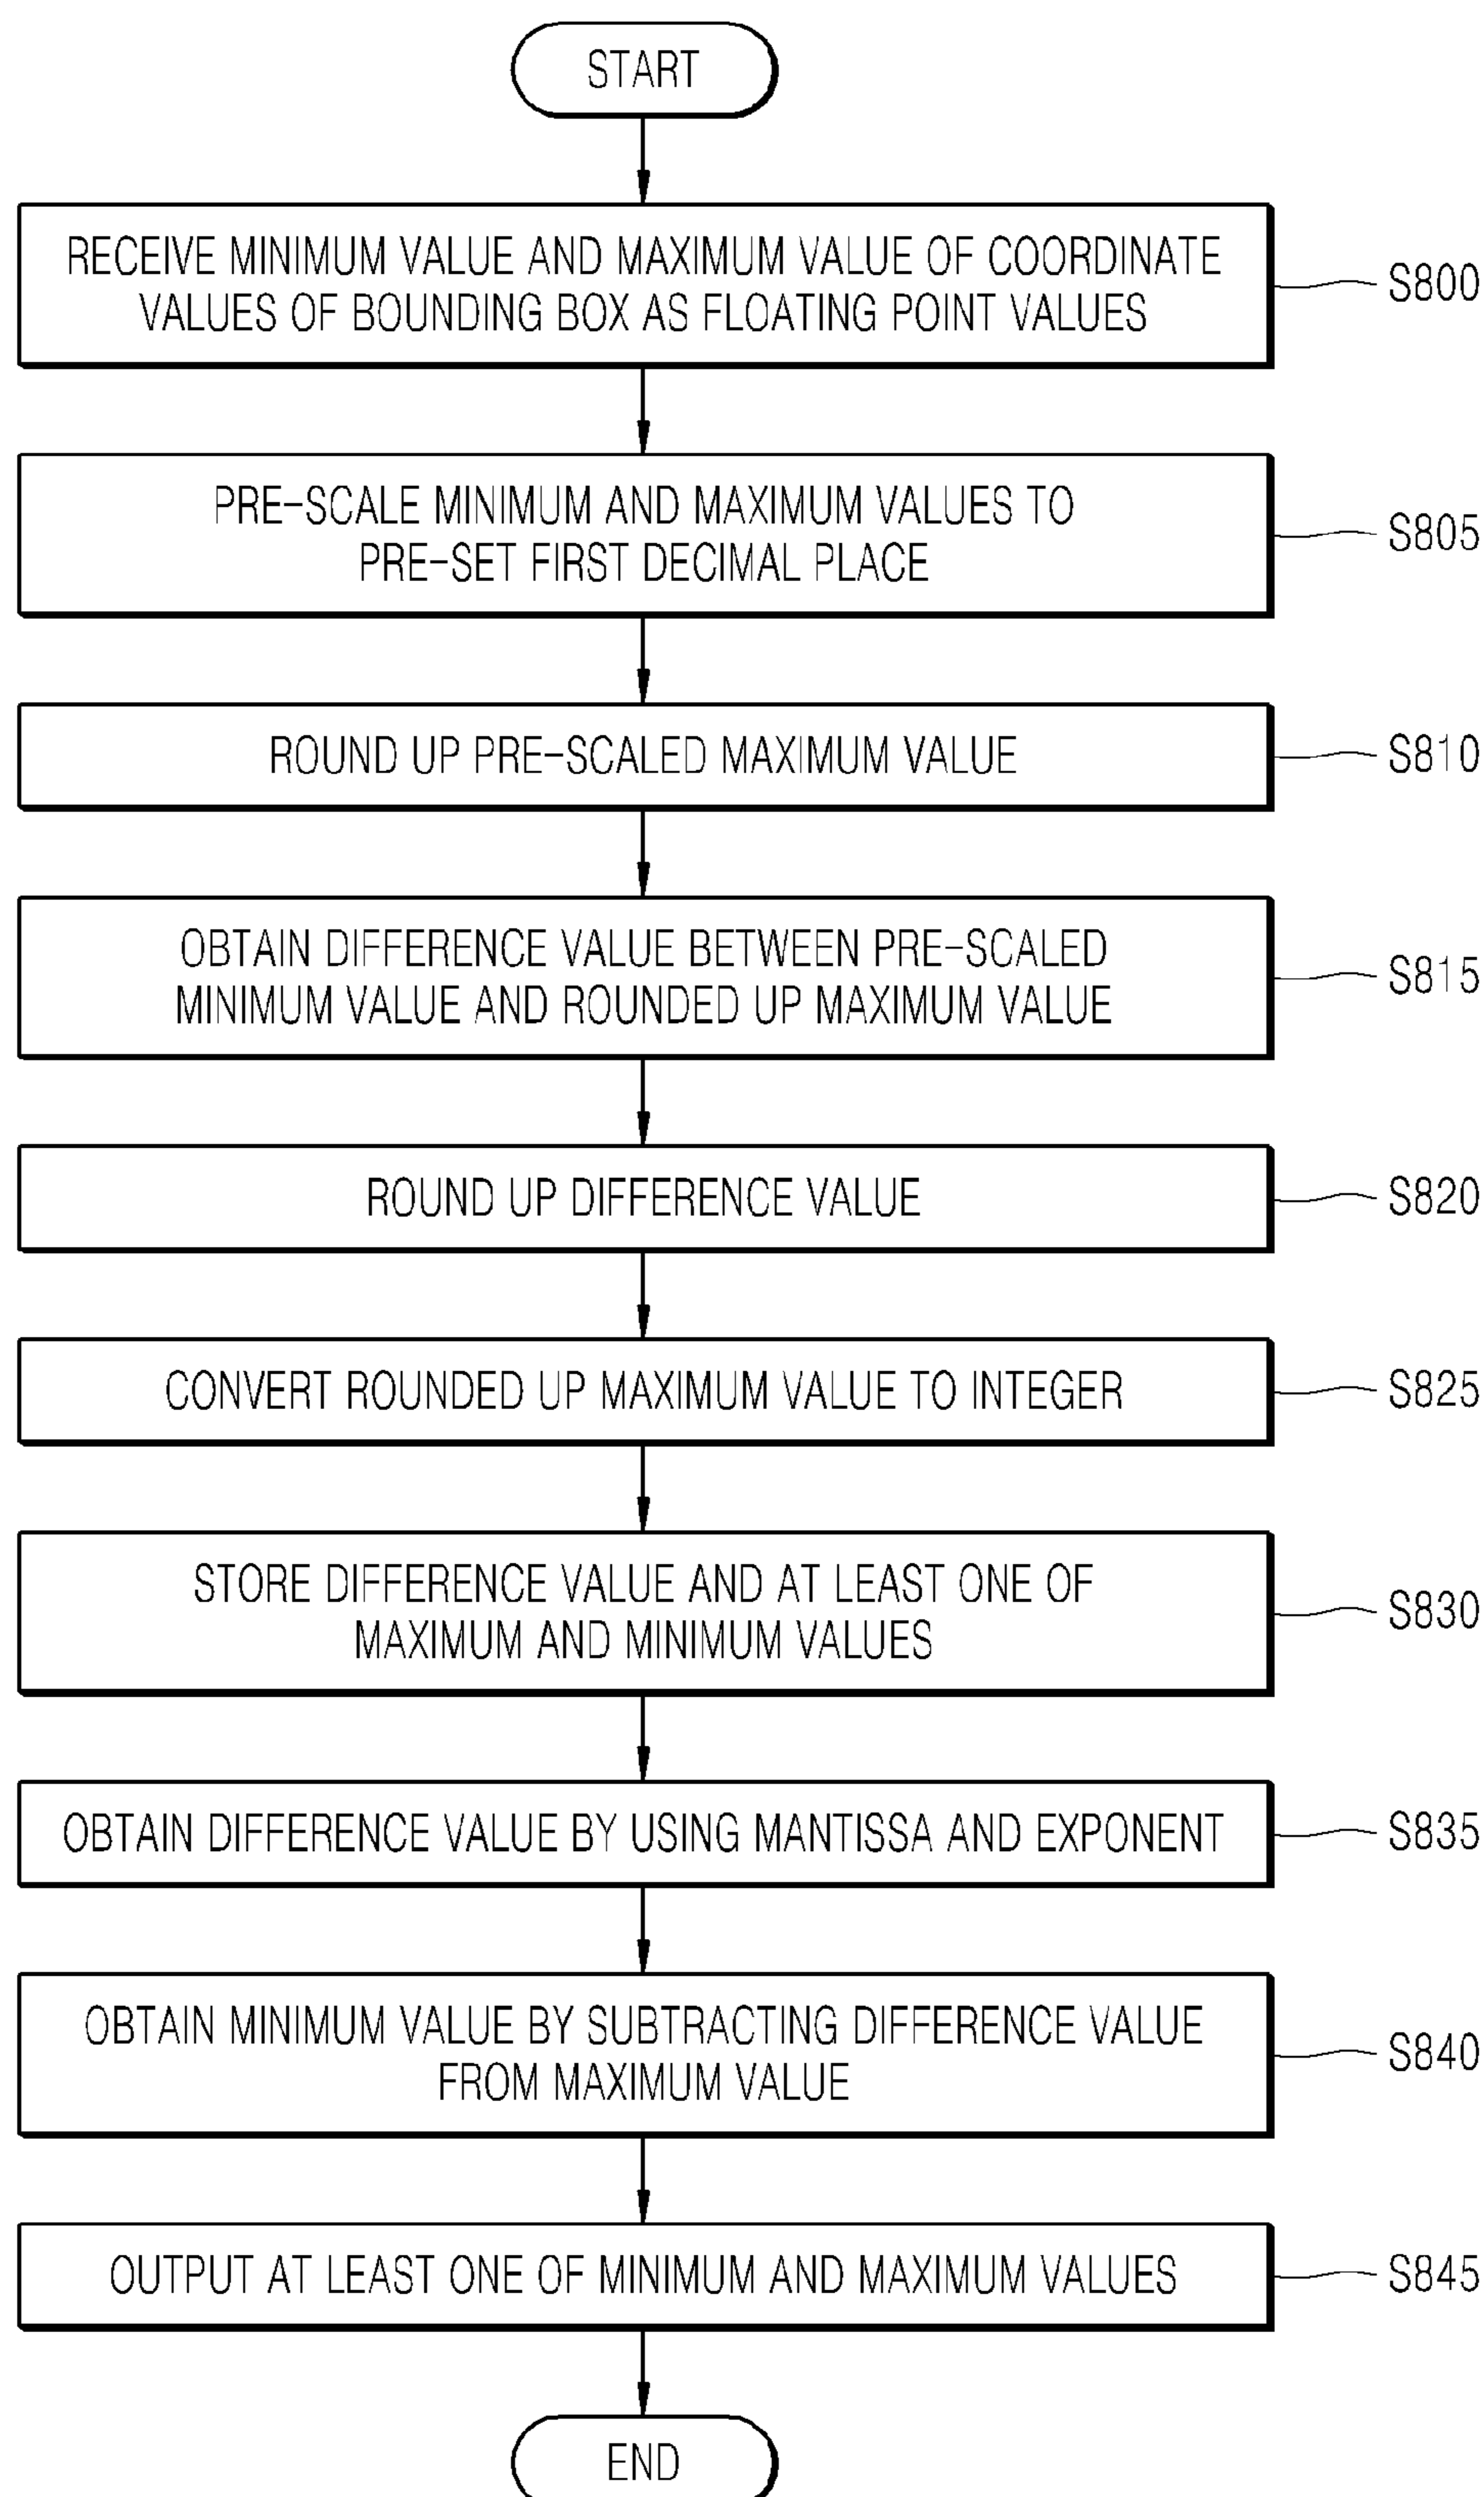 START
RECEIVE MINIMUM VALUE AND MAXIMUM VALUE OF COORDINATE
VALUES OF BOUNDING BOX AS FLOATING POINT VALUES
S800
PRE-SCALE MINIMUM AND MAXIMUM VALUES TO
PRE-SET FIRST DECIMAL PLACE
S805
ROUND UP PRE-SCALED MAXIMUM VALUE
S810
OBTAIN DIFFERENCE VALUE BETWEEN PRE-SCALED
MINIMUM VALUE AND ROUNDED UP MAXIMUM VALUE
S815
ROUND UP DIFFERENCE VALUE
S820
CONVERT ROUNDED UP MAXIMUM VALUE TO INTEGER
S825
STORE DIFFERENCE VALUE AND AT LEAST ONE OF
MAXIMUM AND MINIMUM VALUES
S830
OBTAIN DIFFERENCE VALUE BY USING MANTISSA AND EXPONENT
S835
OBTAIN MINIMUM VALUE BY SUBTRACTING DIFFERENCE VALUE
FROM MAXIMUM VALUE
S840
OUTPUT AT LEAST ONE OF MINIMUM AND MAXIMUM VALUES
S845
END